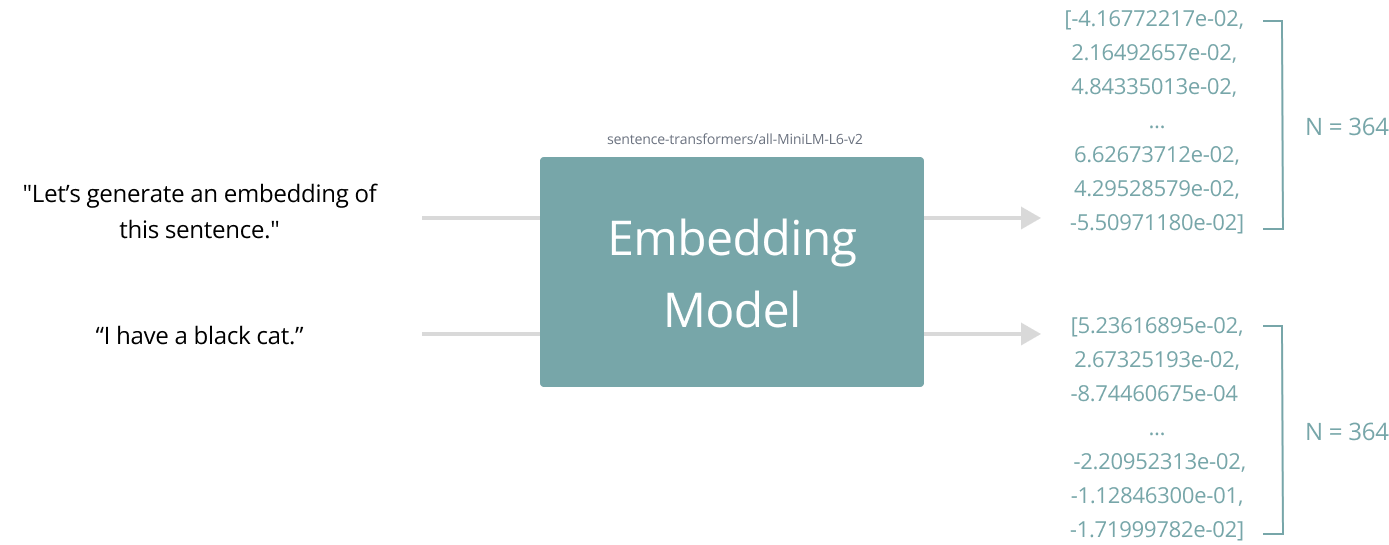 "Let’s generate an embedding of
this sentence."
“I have a black cat.”
sentence-transformers/all-MiniLM-L6-v2
Embedding
Model
[-4.16772217e-02,
2.16492657e-02,
4.84335013e-02,
...
6.62673712e-02,
4.29528579e-02,
-5.50971180e-02]
N = 364
[5.23616895e-02,
2.67325193e-02,
-8.74460675e-04
...
-2.20952313e-02,
-1.12846300e-01,
-1.71999782e-02]
N = 364